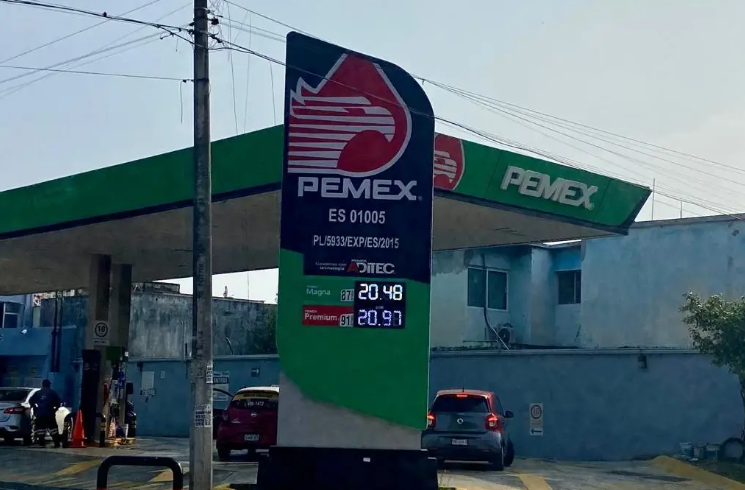 PEMEX
PEMEX
ES 01005
PL/5933/EXP/ES/2015
ADITEC
Magna 87 20.48
Premium 91 20.97